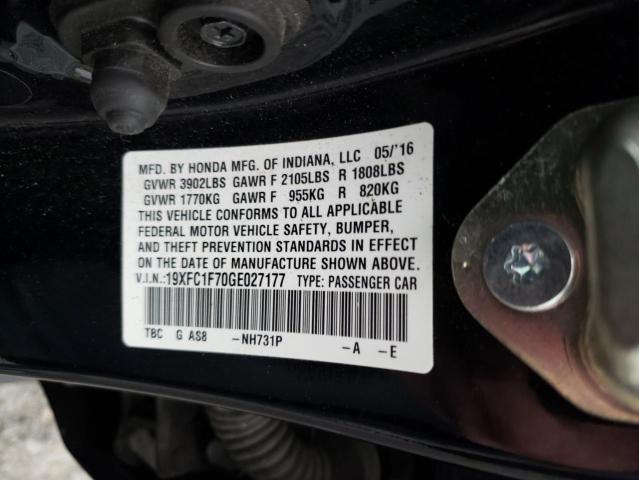 MFD. BY HONDA MFG. OF INDIANA, LLC 05/'16
GVWR 3902LBS GAWR F 2105LBS R 1808LBS
GVWR 1770KG GAWR F 955KG R 820KG
THIS VEHICLE CONFORMS TO ALL APPLICABLE
FEDERAL MOTOR VEHICLE SAFETY, BUMPER,
AND THEFT PREVENTION STANDARDS IN EFFECT
ON THE DATE OF MANUFACTURE SHOWN ABOVE.
V.I.N.:19XFC1F70GE027177 TYPE: PASSENGER CAR
TBC G AS8 -NH731P -A -E